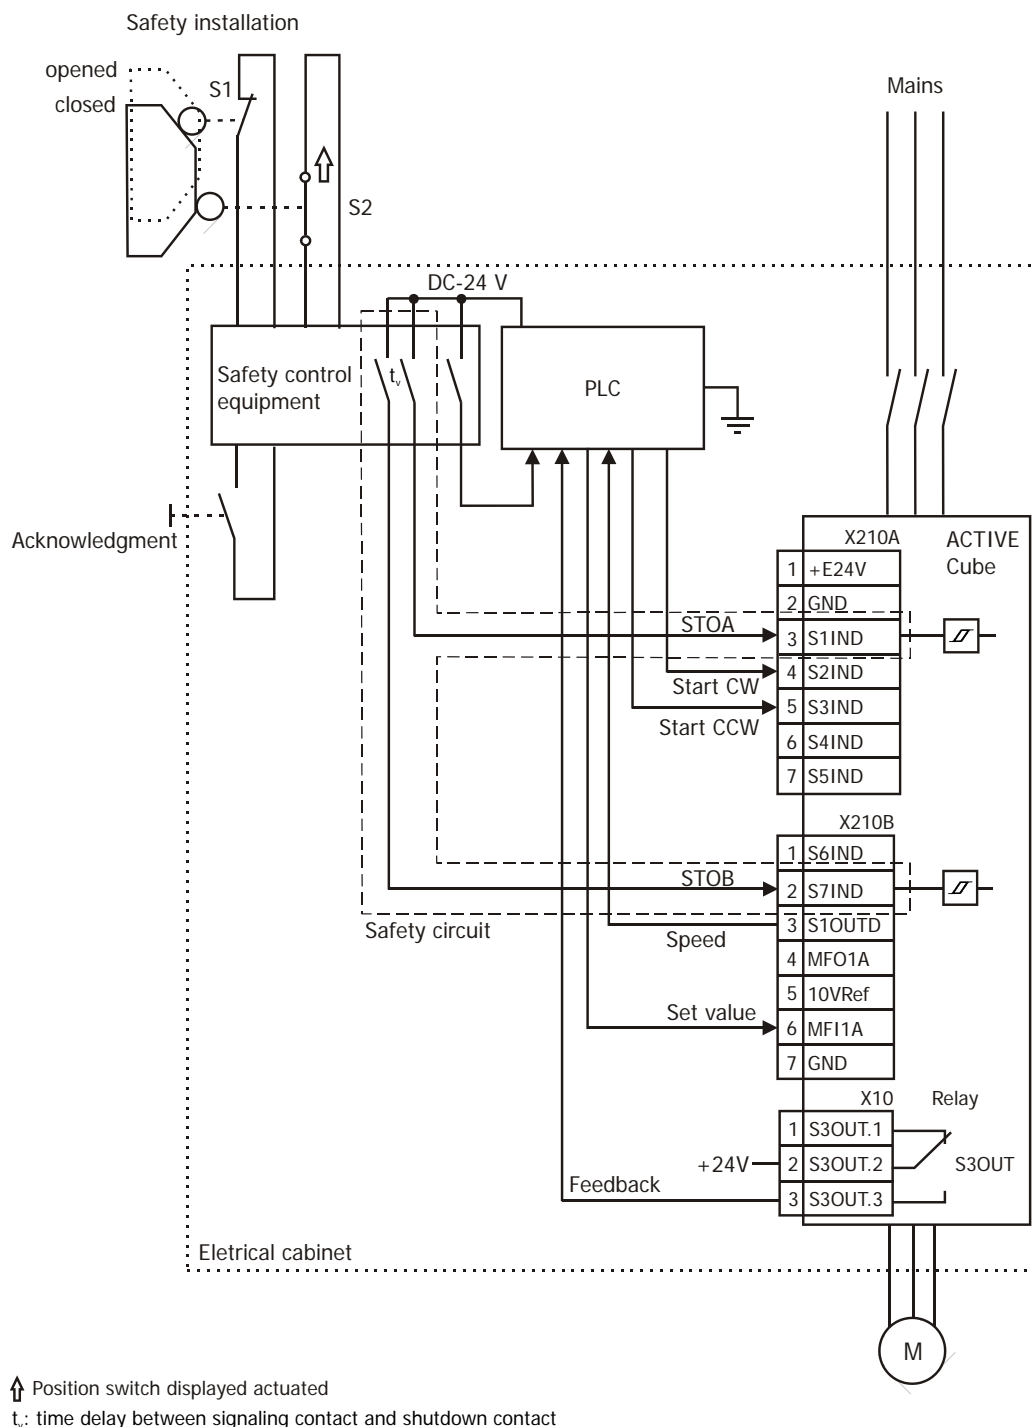 Safety installation
opened
closed
S1
S2
Mains
DC-24 V
Safety control
equipment
tv
PLC
Acknowledgment
X210A
ACTIVE
Cube
1 +E24V
2 GND
STOA
3 S1IND
4 S2IND
Start CW
5 S3IND
Start CCW
6 S4IND
7 S5IND
X210B
1 S6IND
STOB
2 S7IND
Safety circuit
3 S1OUTD
Speed
4 MFO1A
5 10VRef
Set value
6 MFI1A
7 GND
X10
Relay
1 S3OUT.1
+24V
2 S3OUT.2
S3OUT
Feedback
3 S3OUT.3
Eletrical cabinet
M
Position switch displayed actuated
tv: time delay between signaling contact and shutdown contact